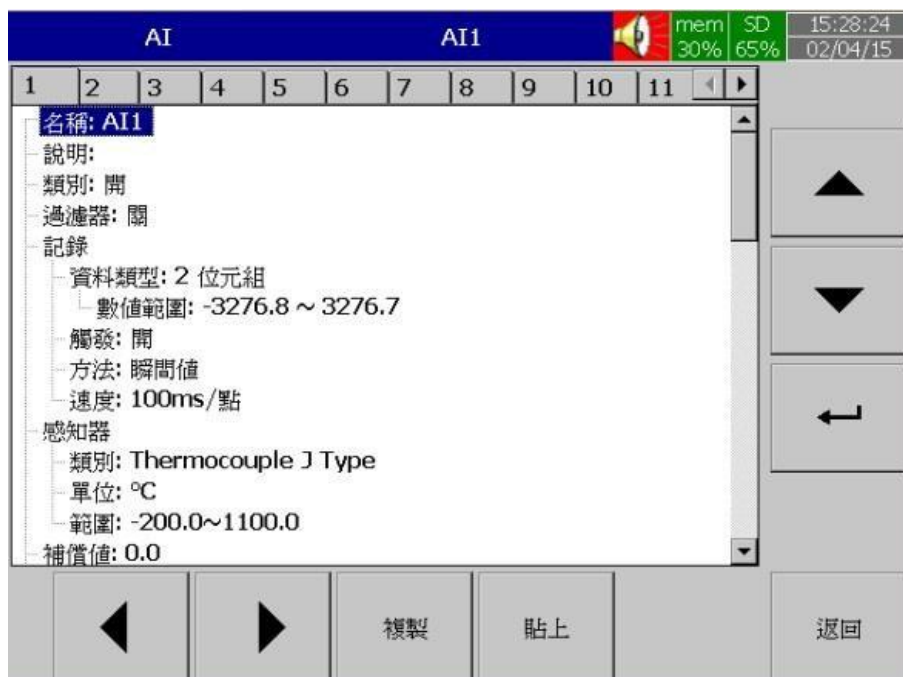 AI AI1 mem SD 15:28:24
30% 65% 02/04/15
1 2 3 4 5 6 7 8 9 10 11
名稱: AI1
說明:
類別: 開
過濾器: 關
記錄
資料類型: 2 位元組
數值範圍: -3276.8 ~ 3276.7
觸發: 開
方法: 瞬間值
速度: 100ms/點
感知器
類別: Thermocouple J Type
單位: °C
範圍: -200.0~1100.0
補償值: 0.0
複製 貼上 返回